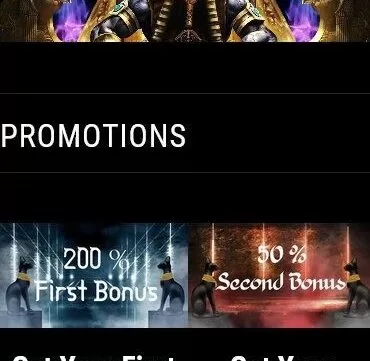 PROMOTIONS
200 %
First Bonus
50 %
Second Bonus